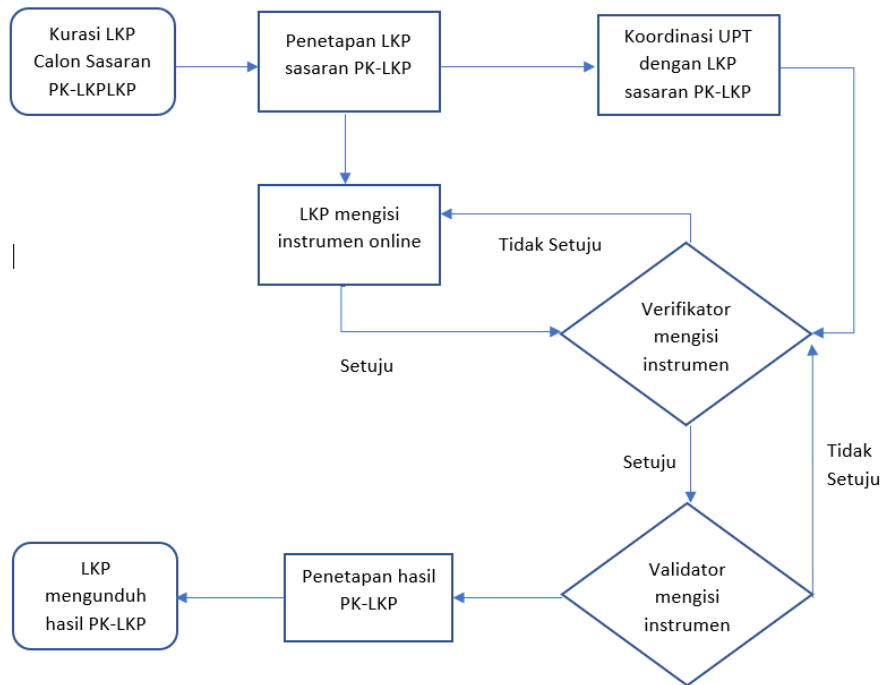 Kurasi LKP
Calon Sasaran
PK-LKPLKP
Penetapan LKP
sasaran PK-LKP
Koordinasi UPT
dengan LKP
sasaran PK-LKP
LKP mengisi
instrumen online
Tidak Setuju
Verifikator
mengisi
instrumen
Setuju
Setuju
Tidak
Setuju
LKP
mengunduh
hasil PK-LKP
Penetapan hasil
PK-LKP
Validator
mengisi
instrumen